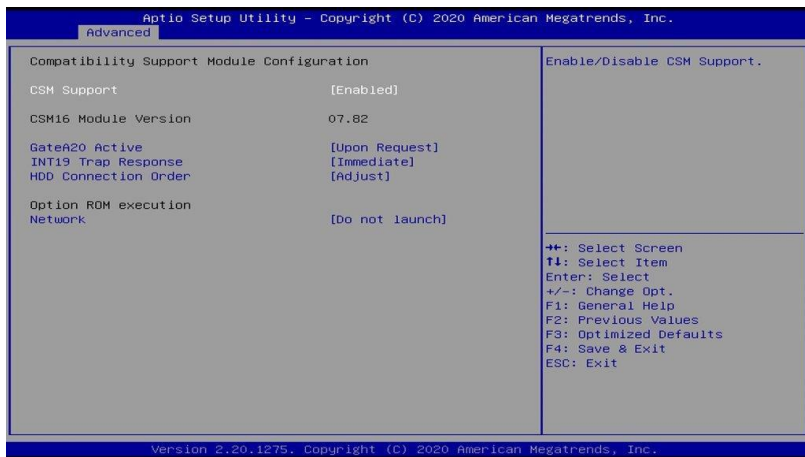 Aptio Setup Utility – Copyright (C) 2020 American Megatrends, Inc.
Advanced
Compatibility Support Module Configuration
CSM Support [Enabled]
CSM16 Module Version 07.82
GateA20 Active [Upon Request]
INT19 Trap Response [Immediate]
HDD Connection Order [Adjust]
Option ROM execution
Network [Do not launch]
Enable/Disable CSM Support.
→←: Select Screen
↑↓: Select Item
Enter: Select
+/-: Change Opt.
F1: General Help
F2: Previous Values
F3: Optimized Defaults
F4: Save & Exit
ESC: Exit
Version 2.20.1275. Copyright (C) 2020 American Megatrends, Inc.